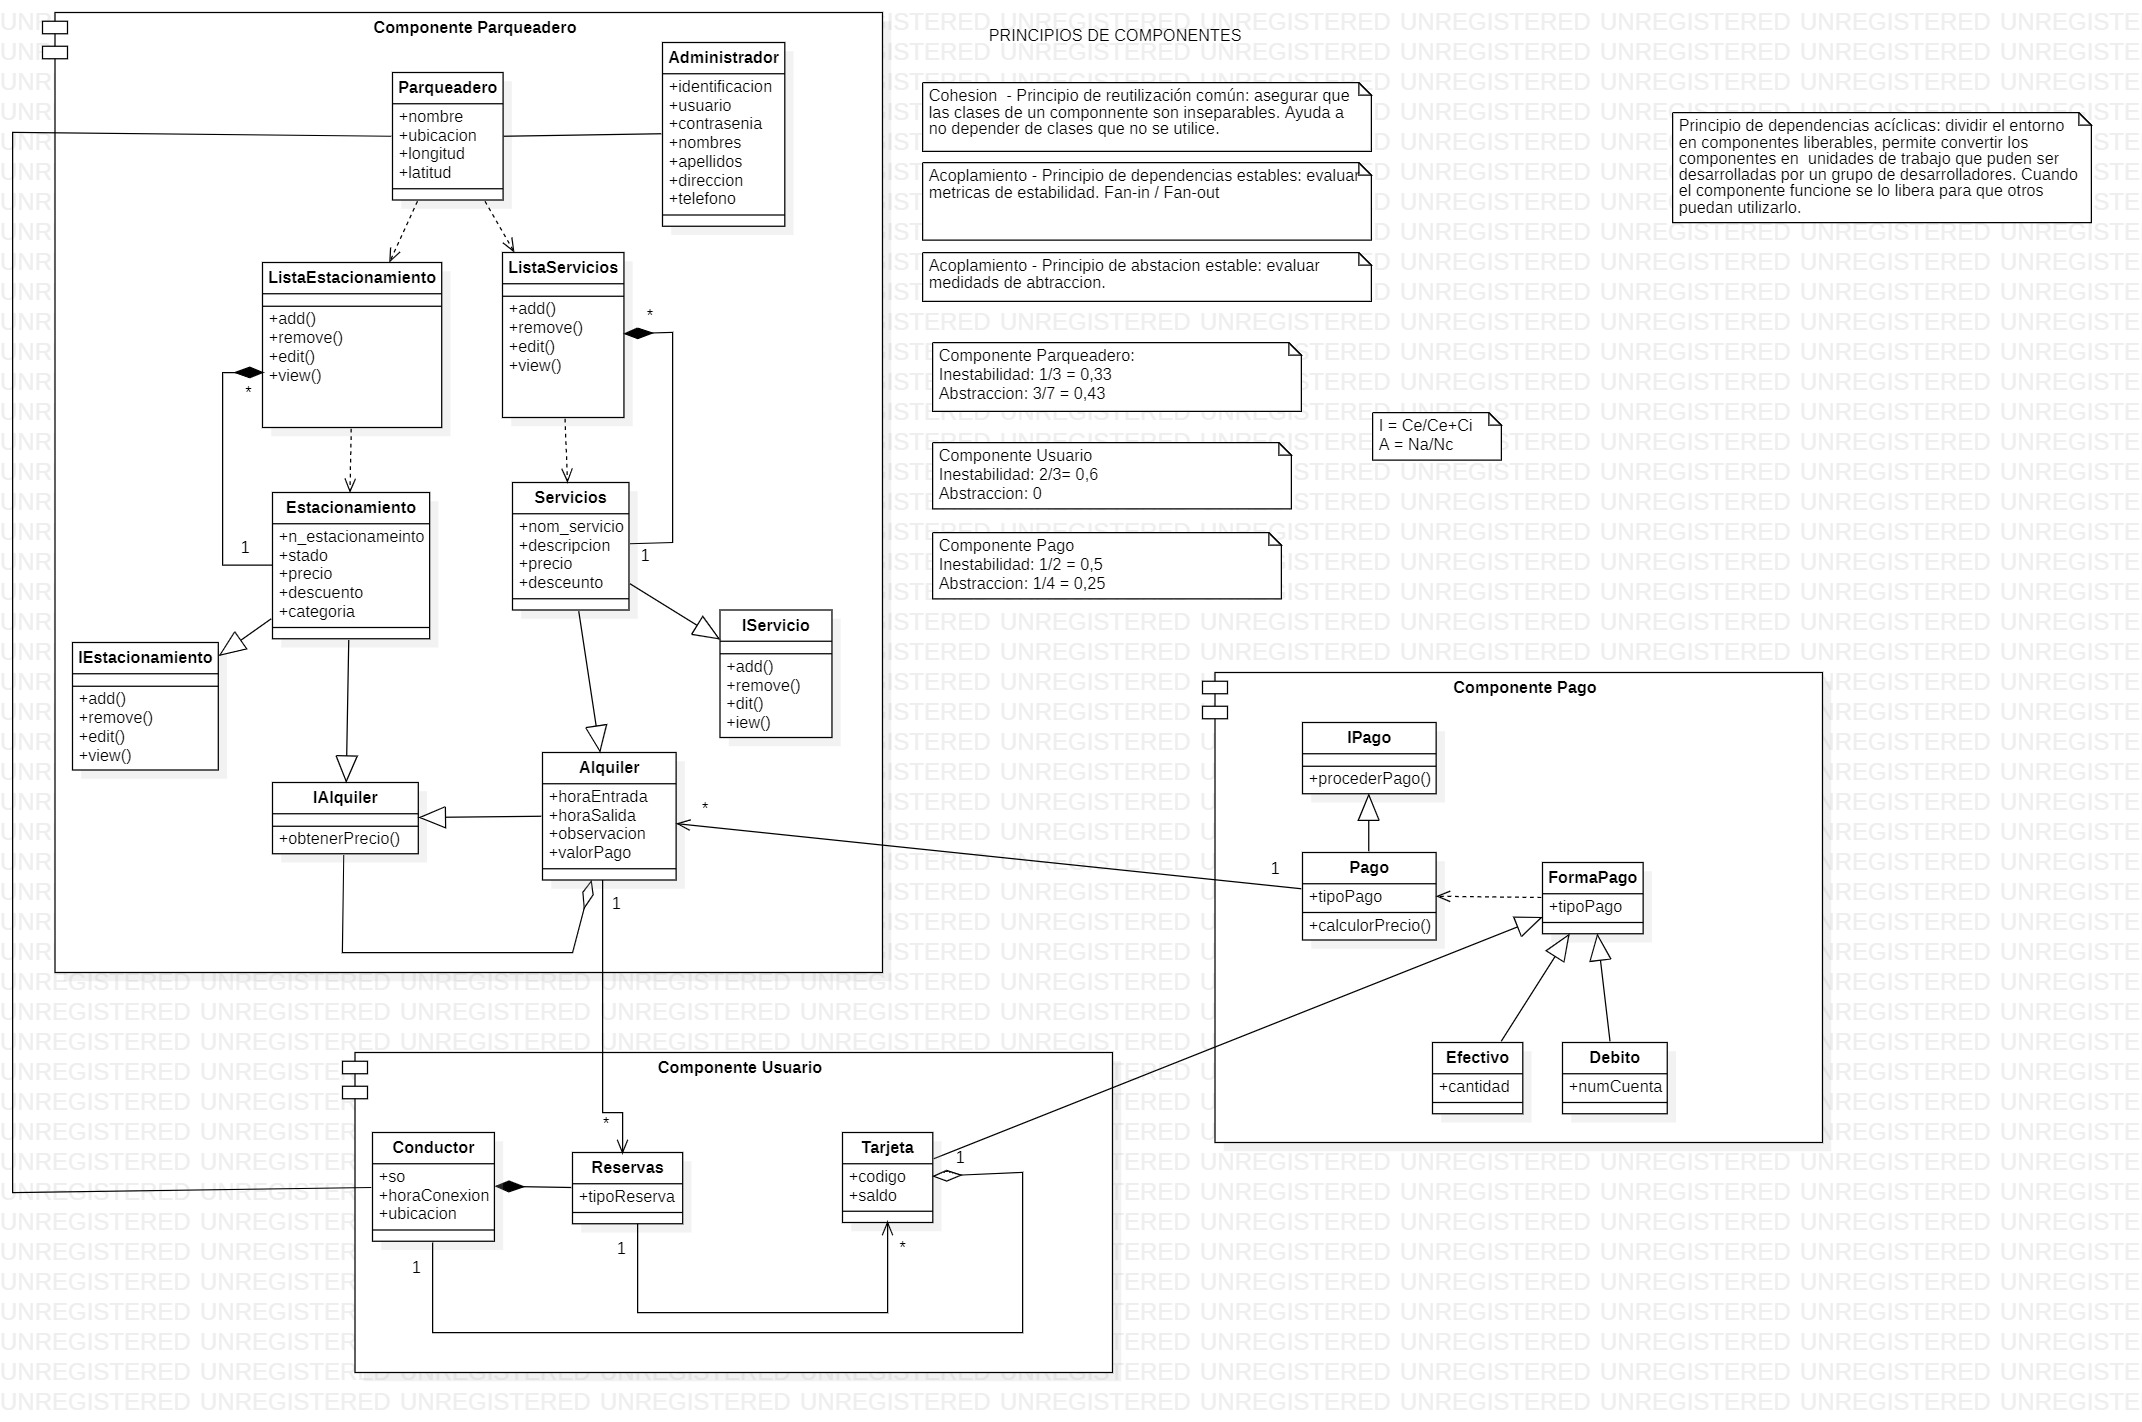 Componente Parqueadero
Parqueadero
+nombre
+ubicacion
+longitud
+latitud
Administrador
+identificacion
+usuario
+contrasenia
+nombres
+apellidos
+direccion
+telefono
ListaEstacionamiento
+add()
+remove()
+edit()
+view()
*
ListaServicios
+add()
+remove()
+edit()
+view()
*
Estacionamiento
+n_estacionameinto
+stado
+precio
+descuento
+categoria
1
Servicios
+nom_servicio
+descripcion
+precio
+desceunto
1
IEstacionamiento
+add()
+remove()
+edit()
+view()
IServicio
+add()
+remove()
+dit()
+iew()
IAlquiler
+obtenerPrecio()
Alquiler
+horaEntrada
+horaSalida
+observacion
+valorPago
*
1
PRINCIPIOS DE COMPONENTES
Cohesion - Principio de reutilización común: asegurar que
las clases de un componnente son inseparables. Ayuda a
no depender de clases que no se utilice.
Acoplamiento - Principio de dependencias estables: evaluar
metricas de estabilidad. Fan-in / Fan-out
Acoplamiento - Principio de abstacion estable: evaluar
medidads de abtraccion.
Principio de dependencias acíclicas: dividir el entorno
en componentes liberables, permite convertir los
componentes en unidades de trabajo que puden ser
desarrolladas por un grupo de desarrolladores. Cuando
el componente funcione se lo libera para que otros
puedan utilizarlo.
Componente Parqueadero:
Inestabilidad: 1/3 = 0,33
Abstraccion: 3/7 = 0,43
I = Ce/Ce+Ci
A = Na/Nc
Componente Usuario
Inestabilidad: 2/3= 0,6
Abstraccion: 0
Componente Pago
Inestabilidad: 1/2 = 0,5
Abstraccion: 1/4 = 0,25
Componente Pago
IPago
+procederPago()
1
Pago
+tipoPago
+calculorPrecio()
FormaPago
+tipoPago
Efectivo
+cantidad
Debito
+numCuenta
Componente Usuario
Conductor
+so
+horaConexion
+ubicacion
1
*
Reservas
+tipoReserva
1
Tarjeta
+codigo
+saldo
1
*
UNREGISTERED